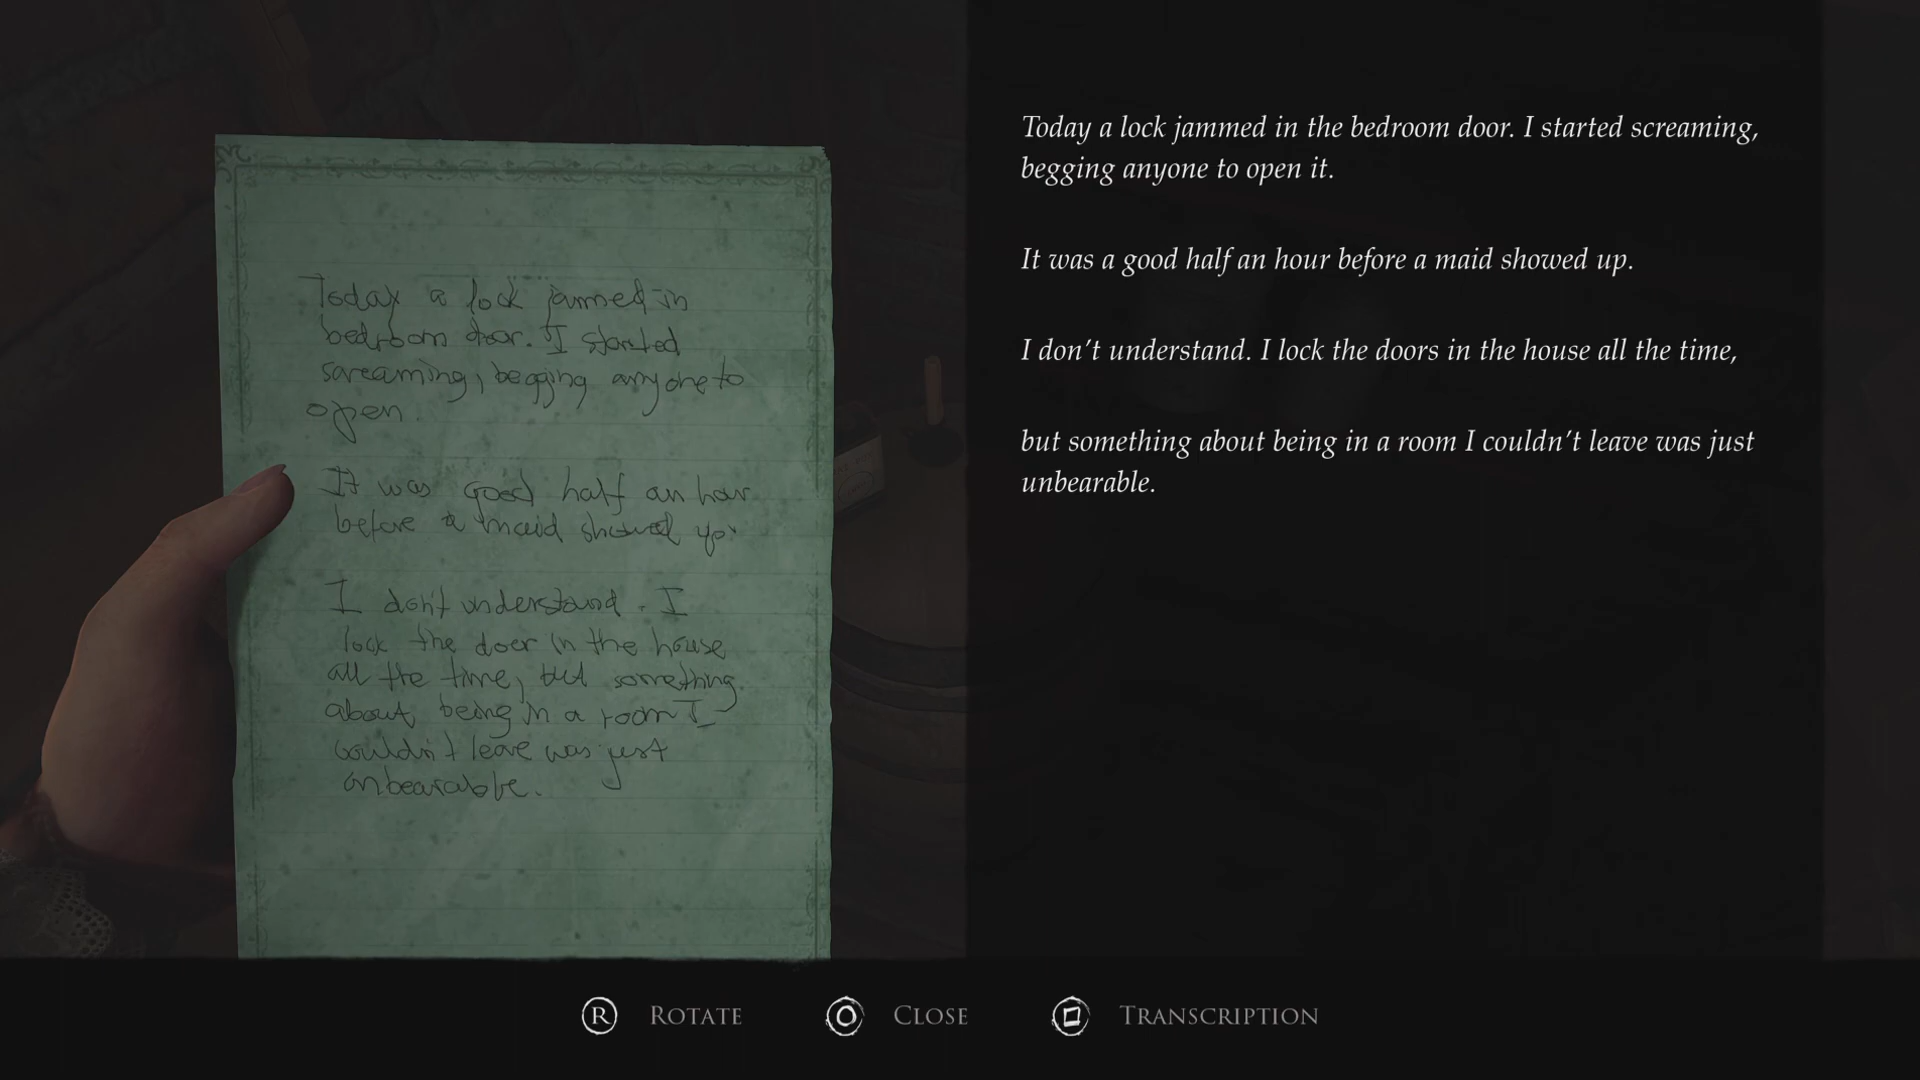 Today a lock jammed in
bedroom door. I started
screaming, begging anyone to
open.
It was good half an hour
before a maid showed up.
I don't understand. I
lock the door in the house
all the time, but something
about being in a room I
couldn't leave was just
unbearable.
Today a lock jammed in the bedroom door. I started screaming,
begging anyone to open it.
It was a good half an hour before a maid showed up.
I don't understand. I lock the doors in the house all the time,
but something about being in a room I couldn't leave was just
unbearable.
R ROTATE CLOSE TRANSCRIPTION